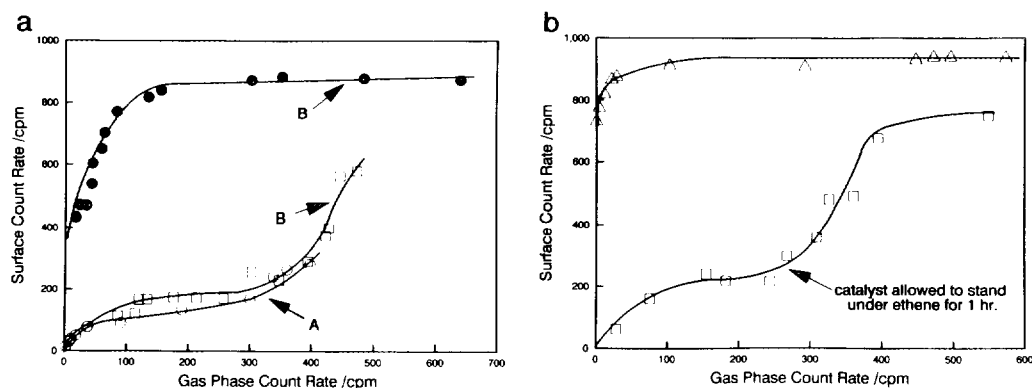 a
1000
800
600
400
200
0
0 100 200 300 400 500 600 700
Surface Count Rate /cpm
Gas Phase Count Rate /cpm
B
B
A
b
1,000
800
600
400
200
0
0 100 200 300 400 500 600
Surface Count Rate /cpm
Gas Phase Count Rate /cpm
catalyst allowed to stand
under ethene for 1 hr.